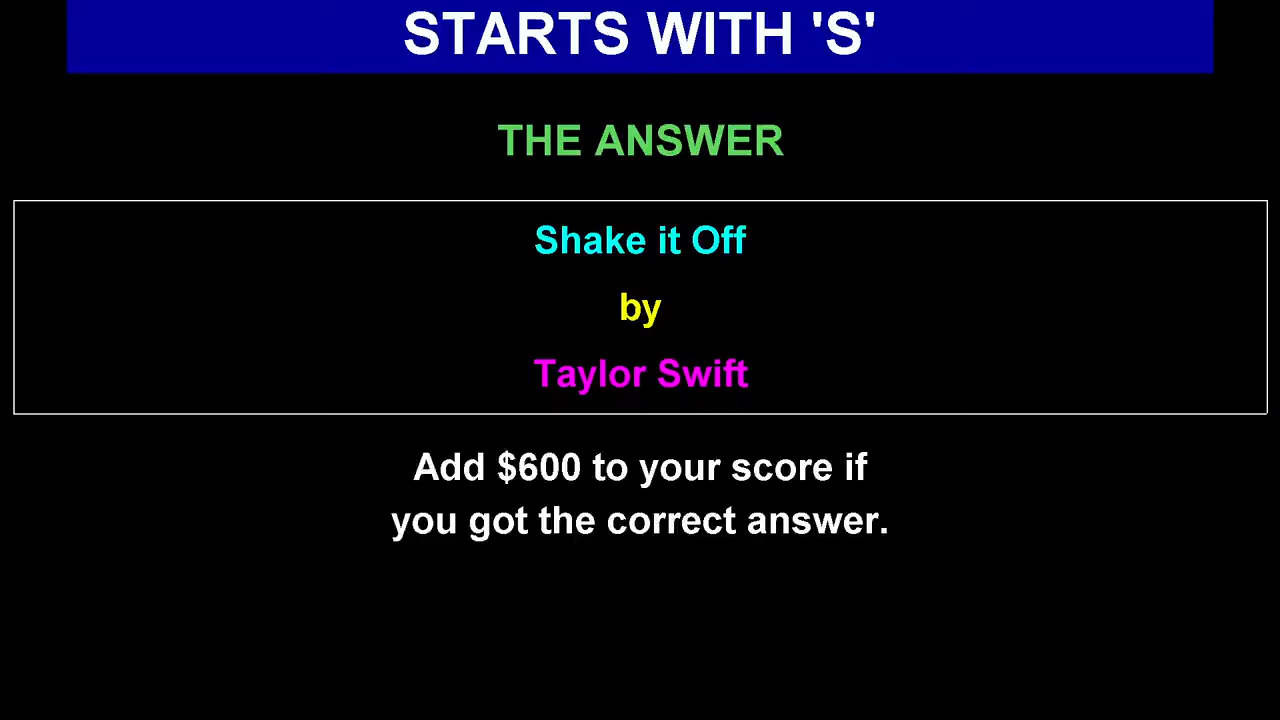 STARTS WITH 'S'
THE ANSWER
Shake it Off
by
Taylor Swift
Add $600 to your score if
you got the correct answer.